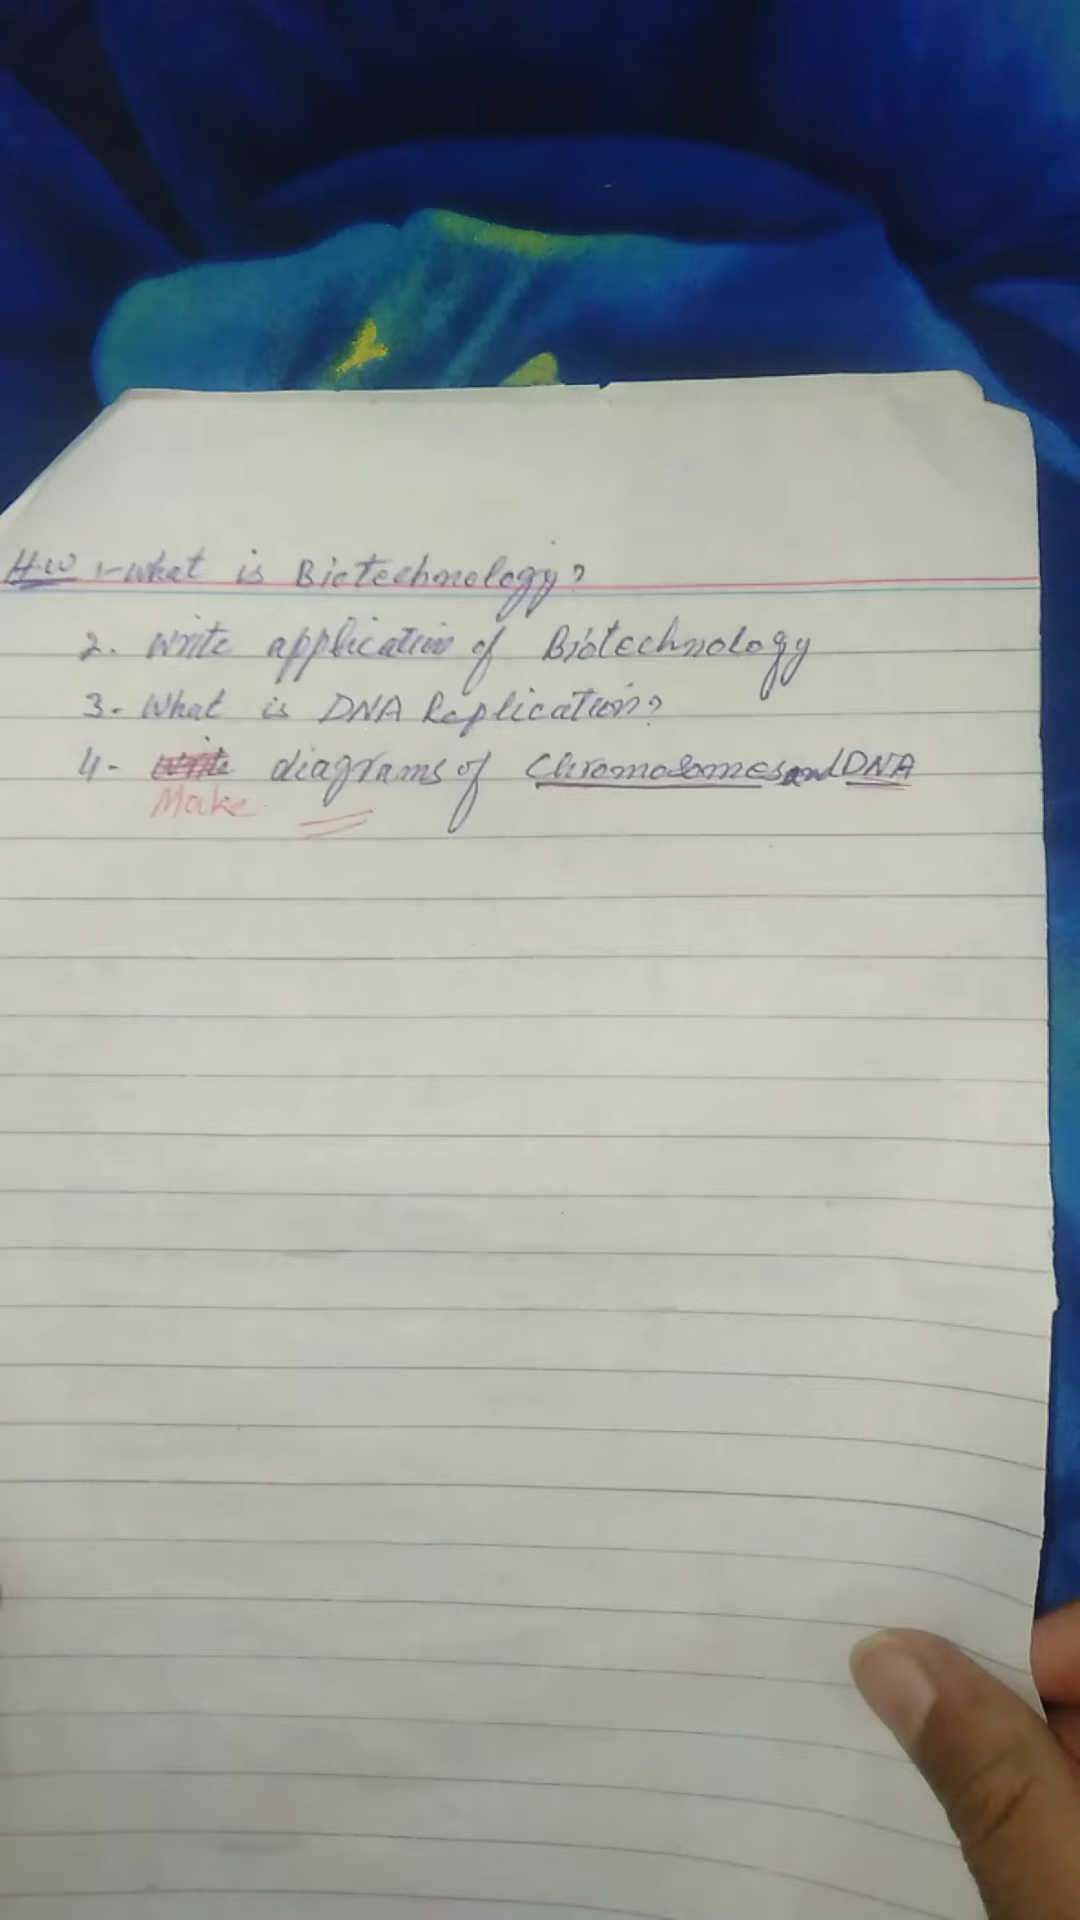 H.W 1- What is Biotechnology?
2. Write application of Biotechnology
3. What is DNA Replication?
4- Write diagrams of Chromosomes and DNA
Make